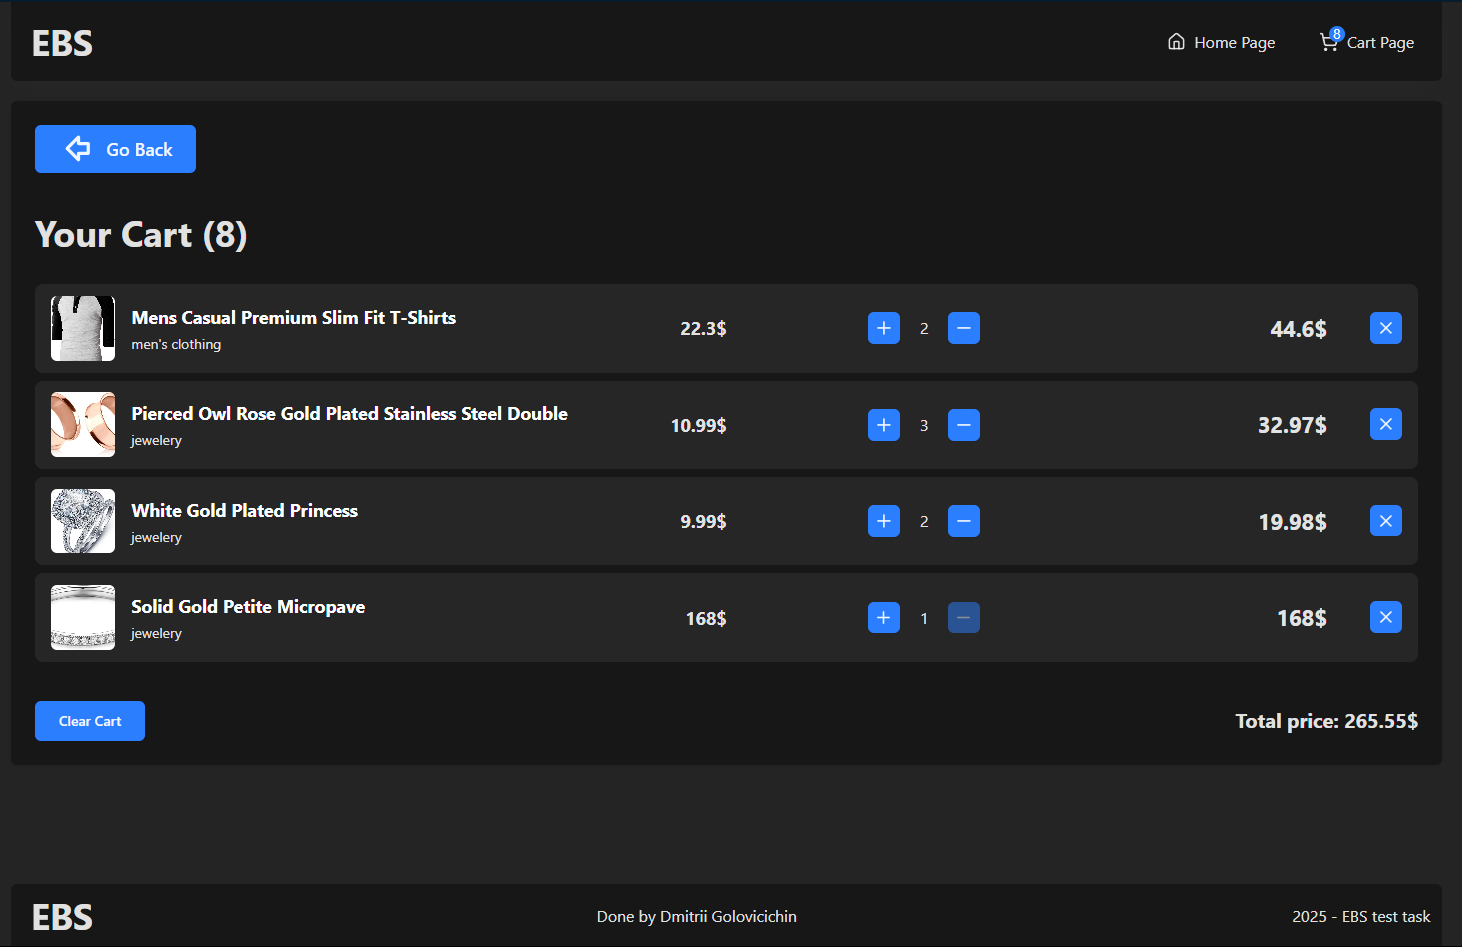 EBS
Home Page
8
Cart Page
Go Back
Your Cart (8)
Mens Casual Premium Slim Fit T-Shirts
men's clothing
22.3$
2
44.6$
Pierced Owl Rose Gold Plated Stainless Steel Double
jewelery
10.99$
3
32.97$
White Gold Plated Princess
jewelery
9.99$
2
19.98$
Solid Gold Petite Micropave
jewelery
168$
1
168$
Clear Cart
Total price: 265.55$
EBS
Done by Dmitrii Golovicichin
2025 - EBS test task